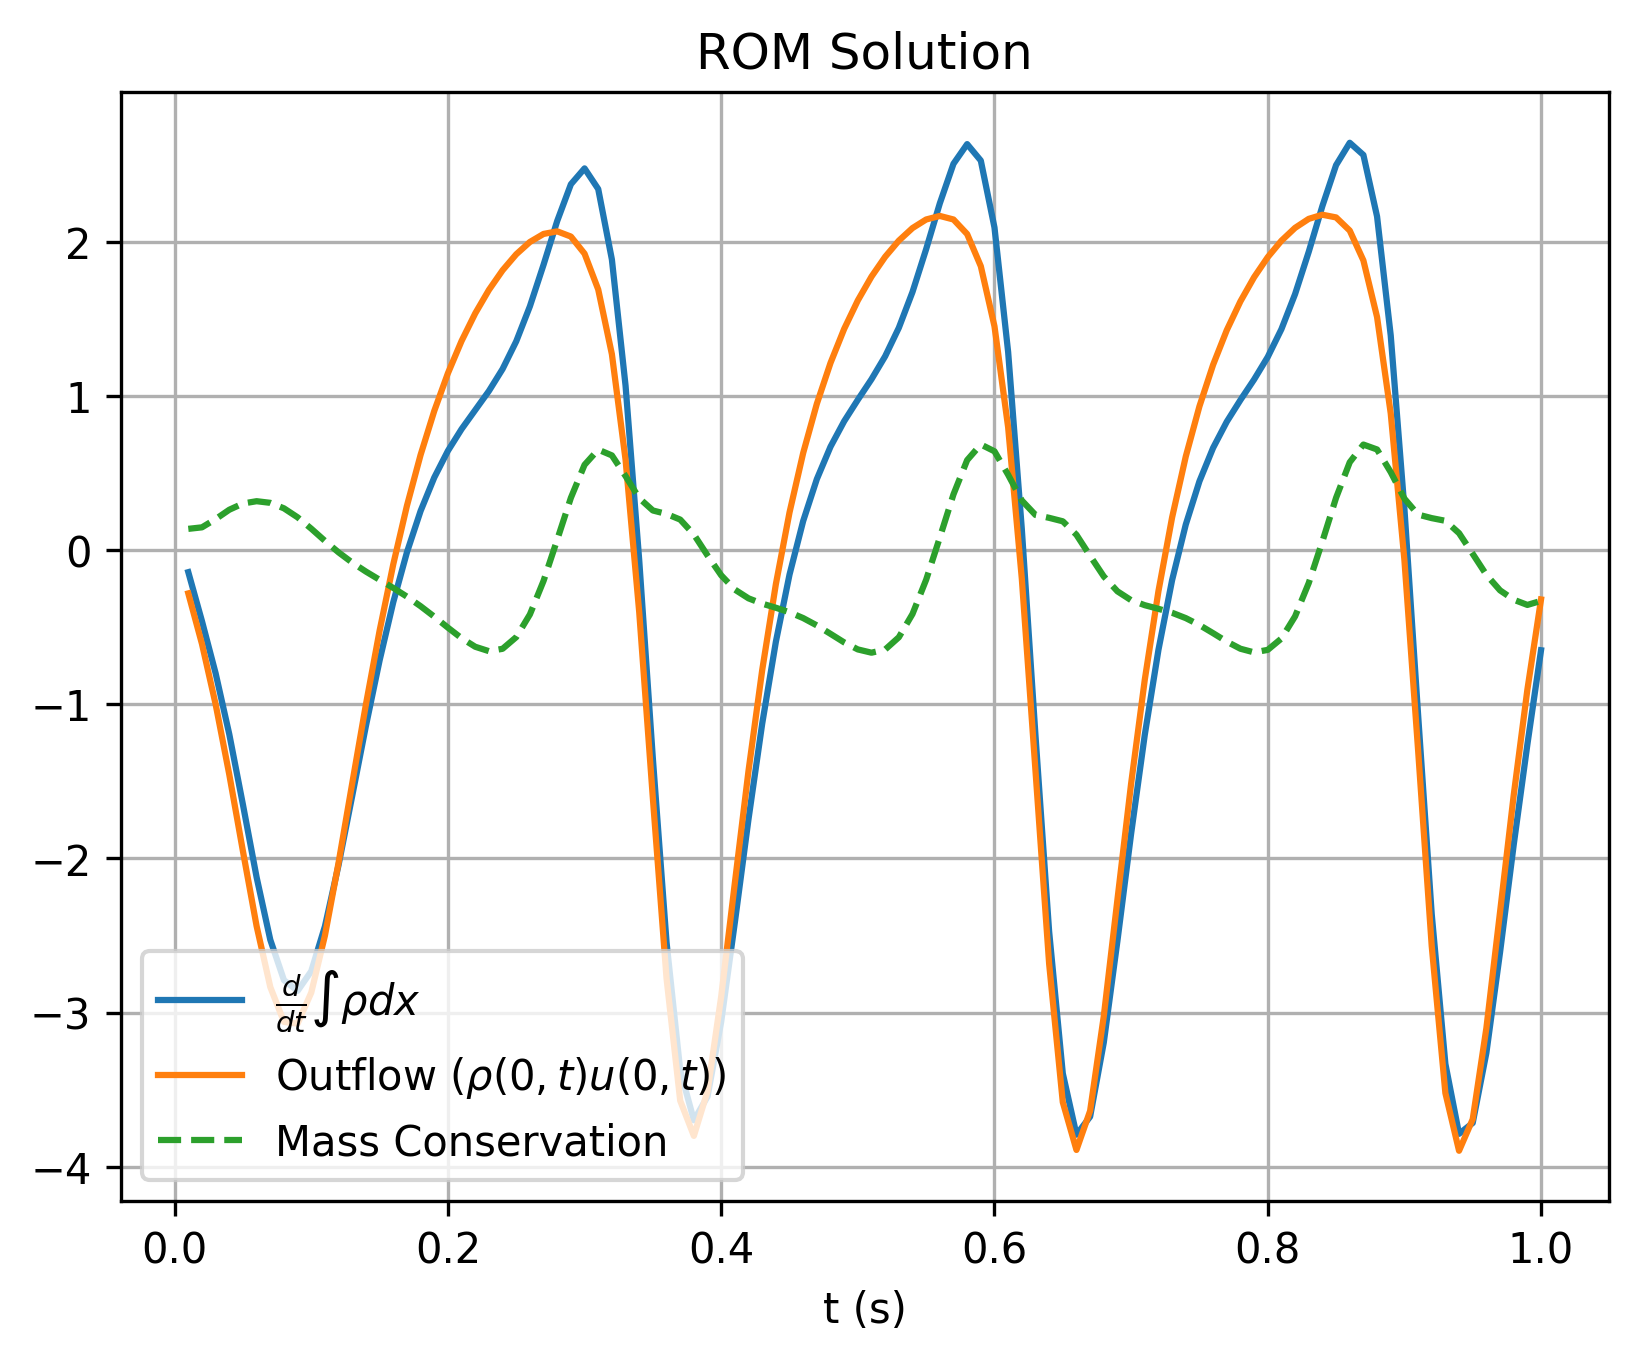 ROM Solution
2
1
0
−1
−2
−3
−4
d/dt ∫ρdx
Outflow (ρ(0, t)u(0, t))
Mass Conservation
0.0 0.2 0.4 0.6 0.8 1.0
t (s)